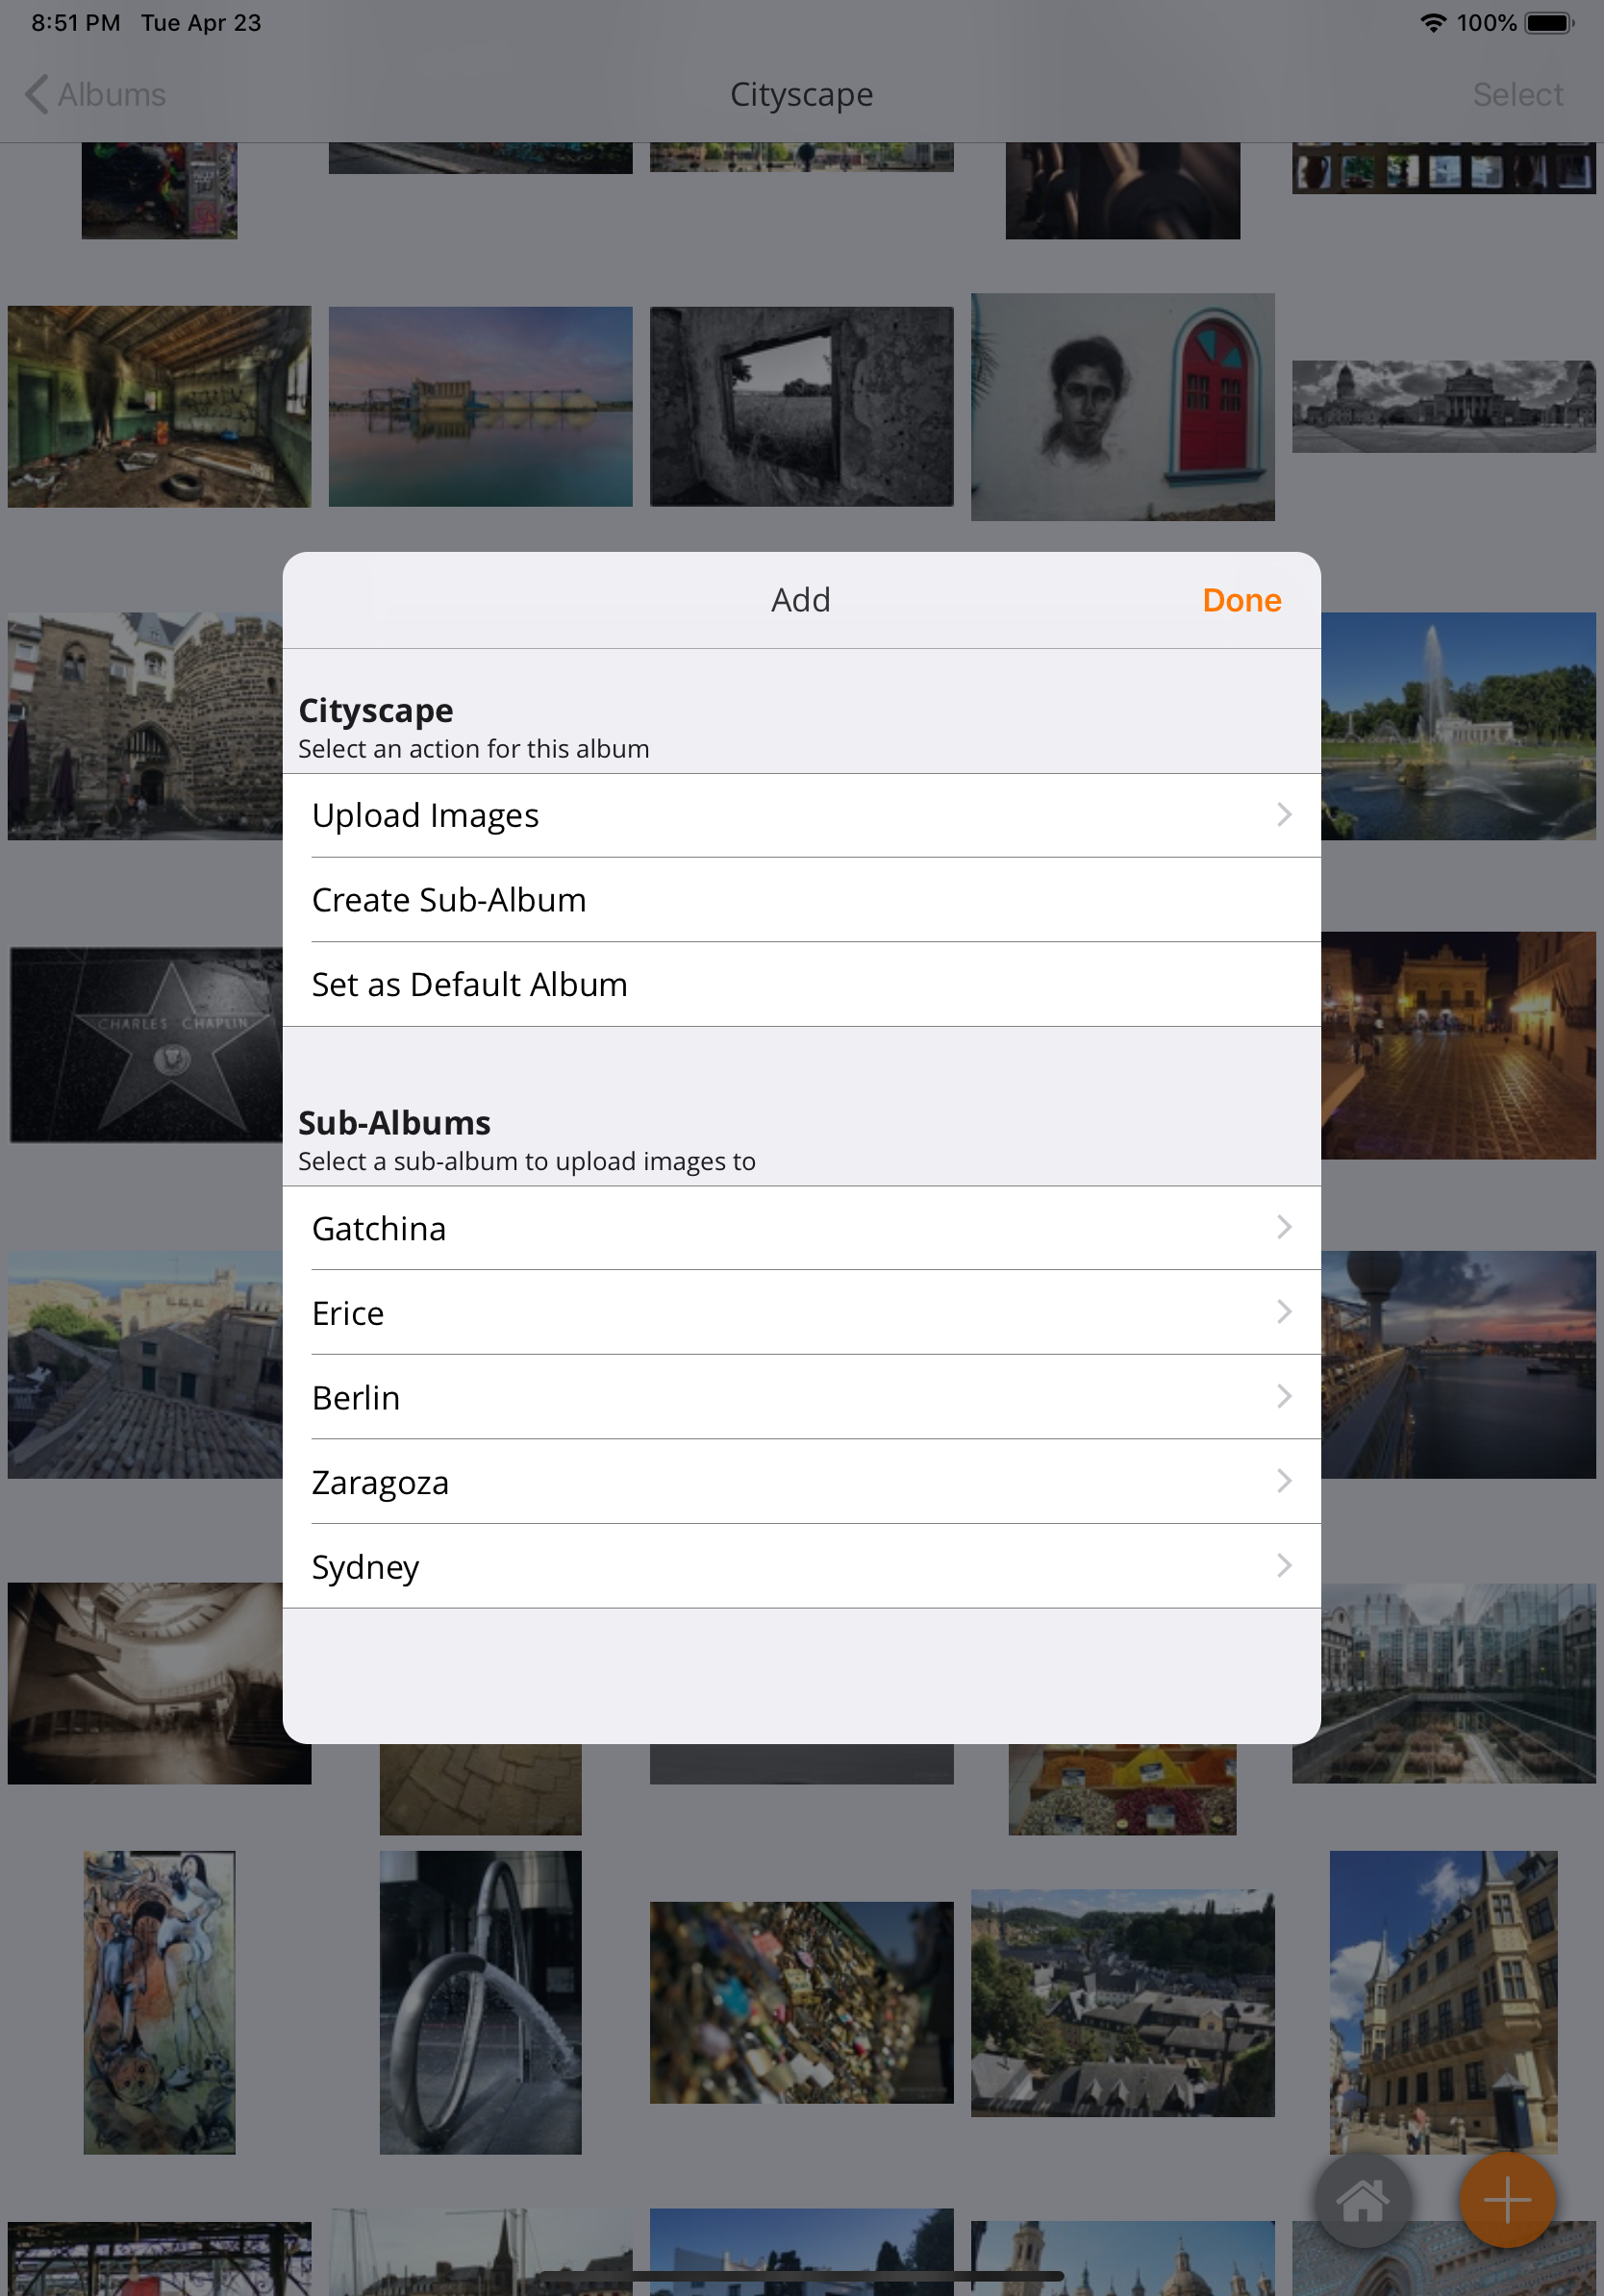 8:51 PM Tue Apr 23
100%
Albums
Cityscape
Select
Add
Done
Cityscape
Select an action for this album
Upload Images
Create Sub-Album
Set as Default Album
CHARLES CHAPLIN
Sub-Albums
Select a sub-album to upload images to
Gatchina
Erice
Berlin
Zaragoza
Sydney